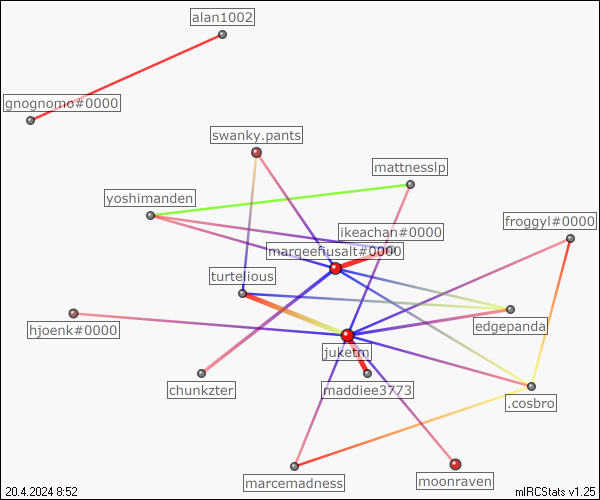 alan1002
gnognomo#0000
swanky.pants
mattnesslp
yoshimanden
froggyl#0000
ikeachan#0000
margeefiusalt#0000
turtelious
edgepanda
hjoenk#0000
juketm
chunkzter
maddiee3773
.cosbro
marcemadness
moonraven
20.4.2024 8:52
mIRCStats v1.25